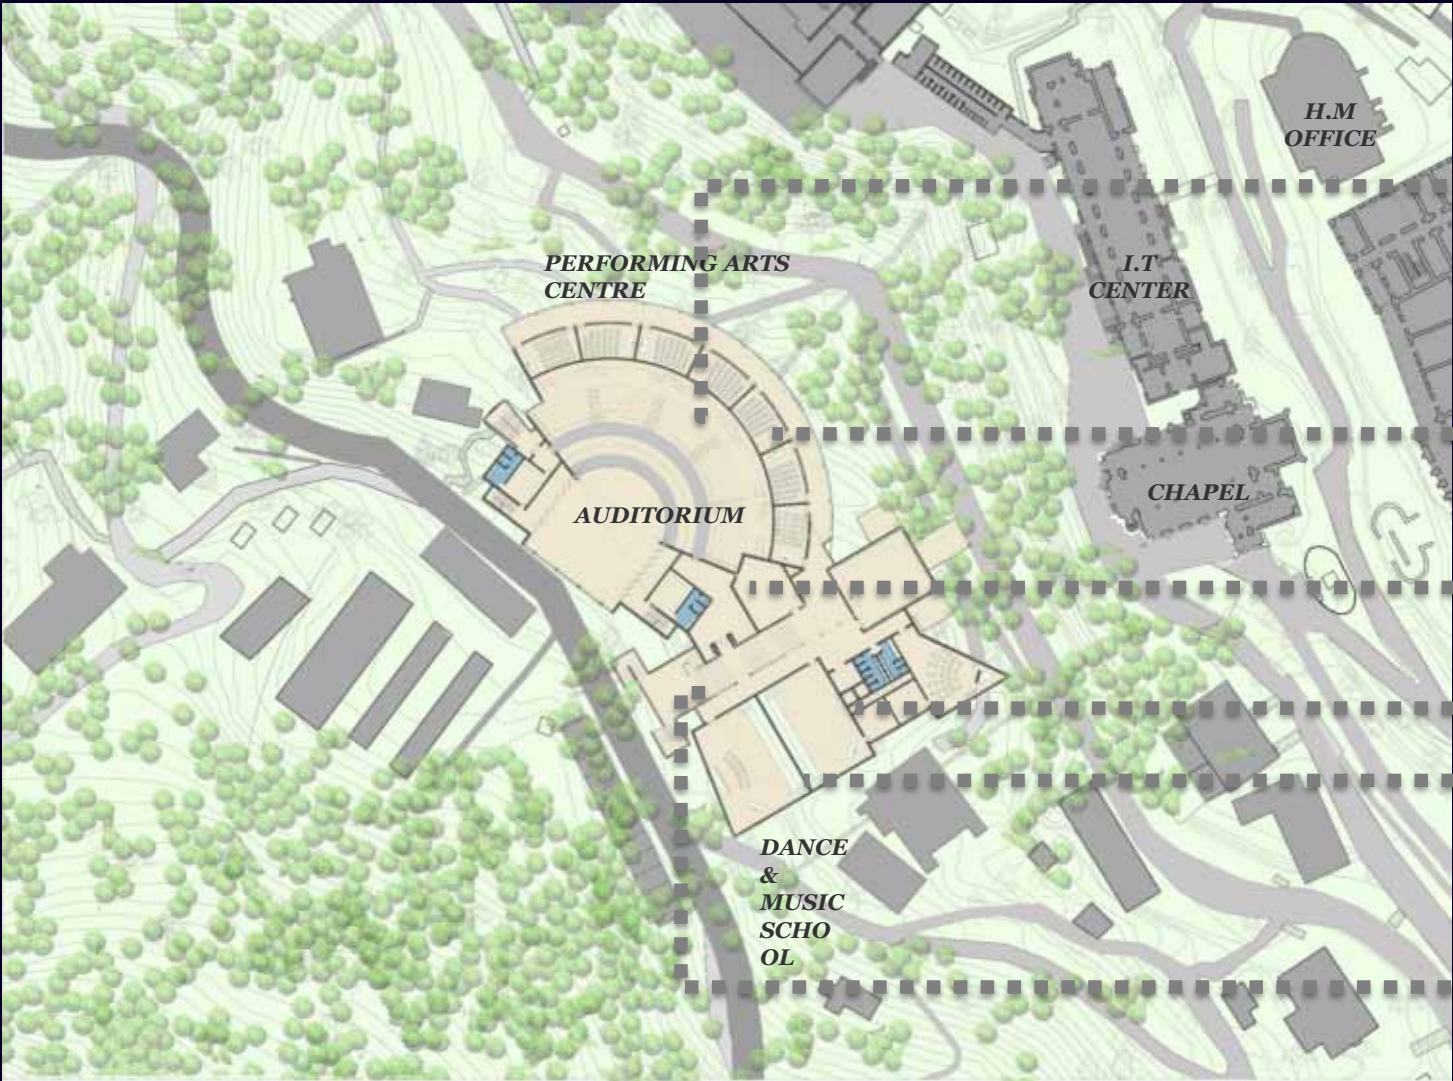 H.M
OFFICE
PERFORMING ARTS
CENTRE
I.T
CENTER
CHAPEL
AUDITORIUM
DANCE
&
MUSIC
SCHO
OL